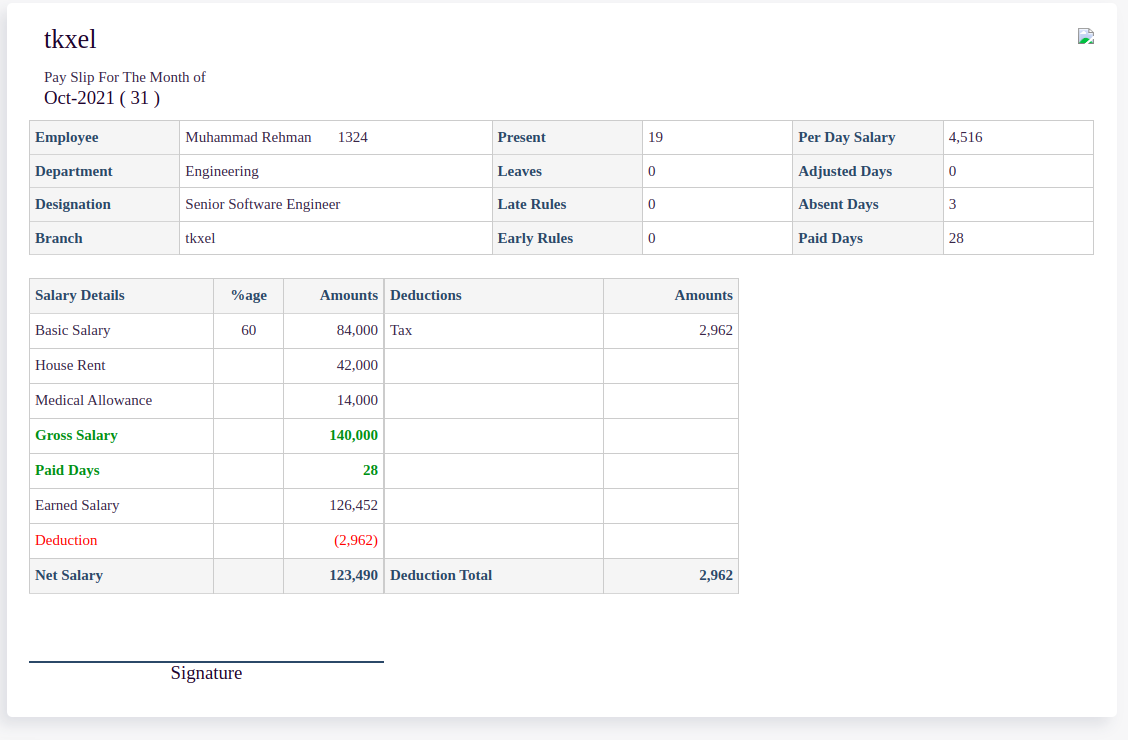 tkxel
Pay Slip For The Month of
Oct-2021 ( 31 )
Employee Muhammad Rehman 1324 Present 19 Per Day Salary 4,516
Department Engineering Leaves 0 Adjusted Days 0
Designation Senior Software Engineer Late Rules 0 Absent Days 3
Branch tkxel Early Rules 0 Paid Days 28
Salary Details %age Amounts Deductions Amounts
Basic Salary 60 84,000 Tax 2,962
House Rent 42,000
Medical Allowance 14,000
Gross Salary 140,000
Paid Days 28
Earned Salary 126,452
Deduction (2,962)
Net Salary 123,490 Deduction Total 2,962
Signature